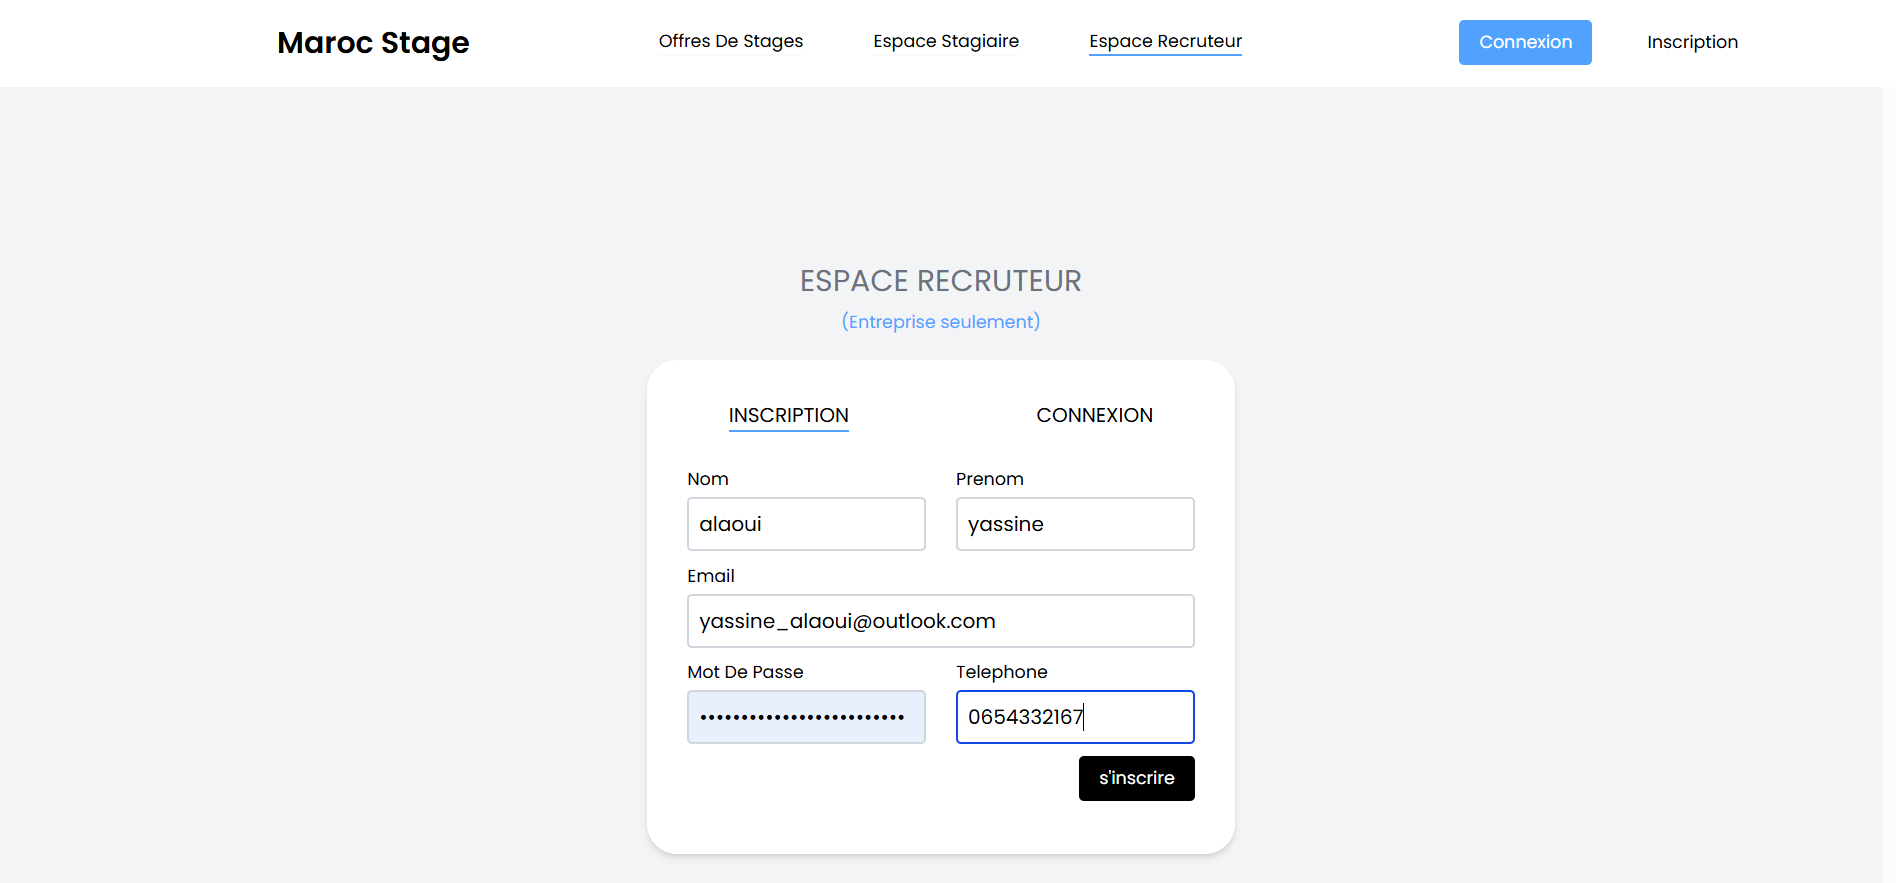 Maroc Stage Offres De Stages Espace Stagiaire Espace Recruteur Connexion Inscription
ESPACE RECRUTEUR
(Entreprise seulement)
INSCRIPTION CONNEXION
Nom Prenom
alaoui yassine
Email
yassine_alaoui@outlook.com
Mot De Passe Telephone
••••••••••••••••••••••••• 0654332167
s'inscrire